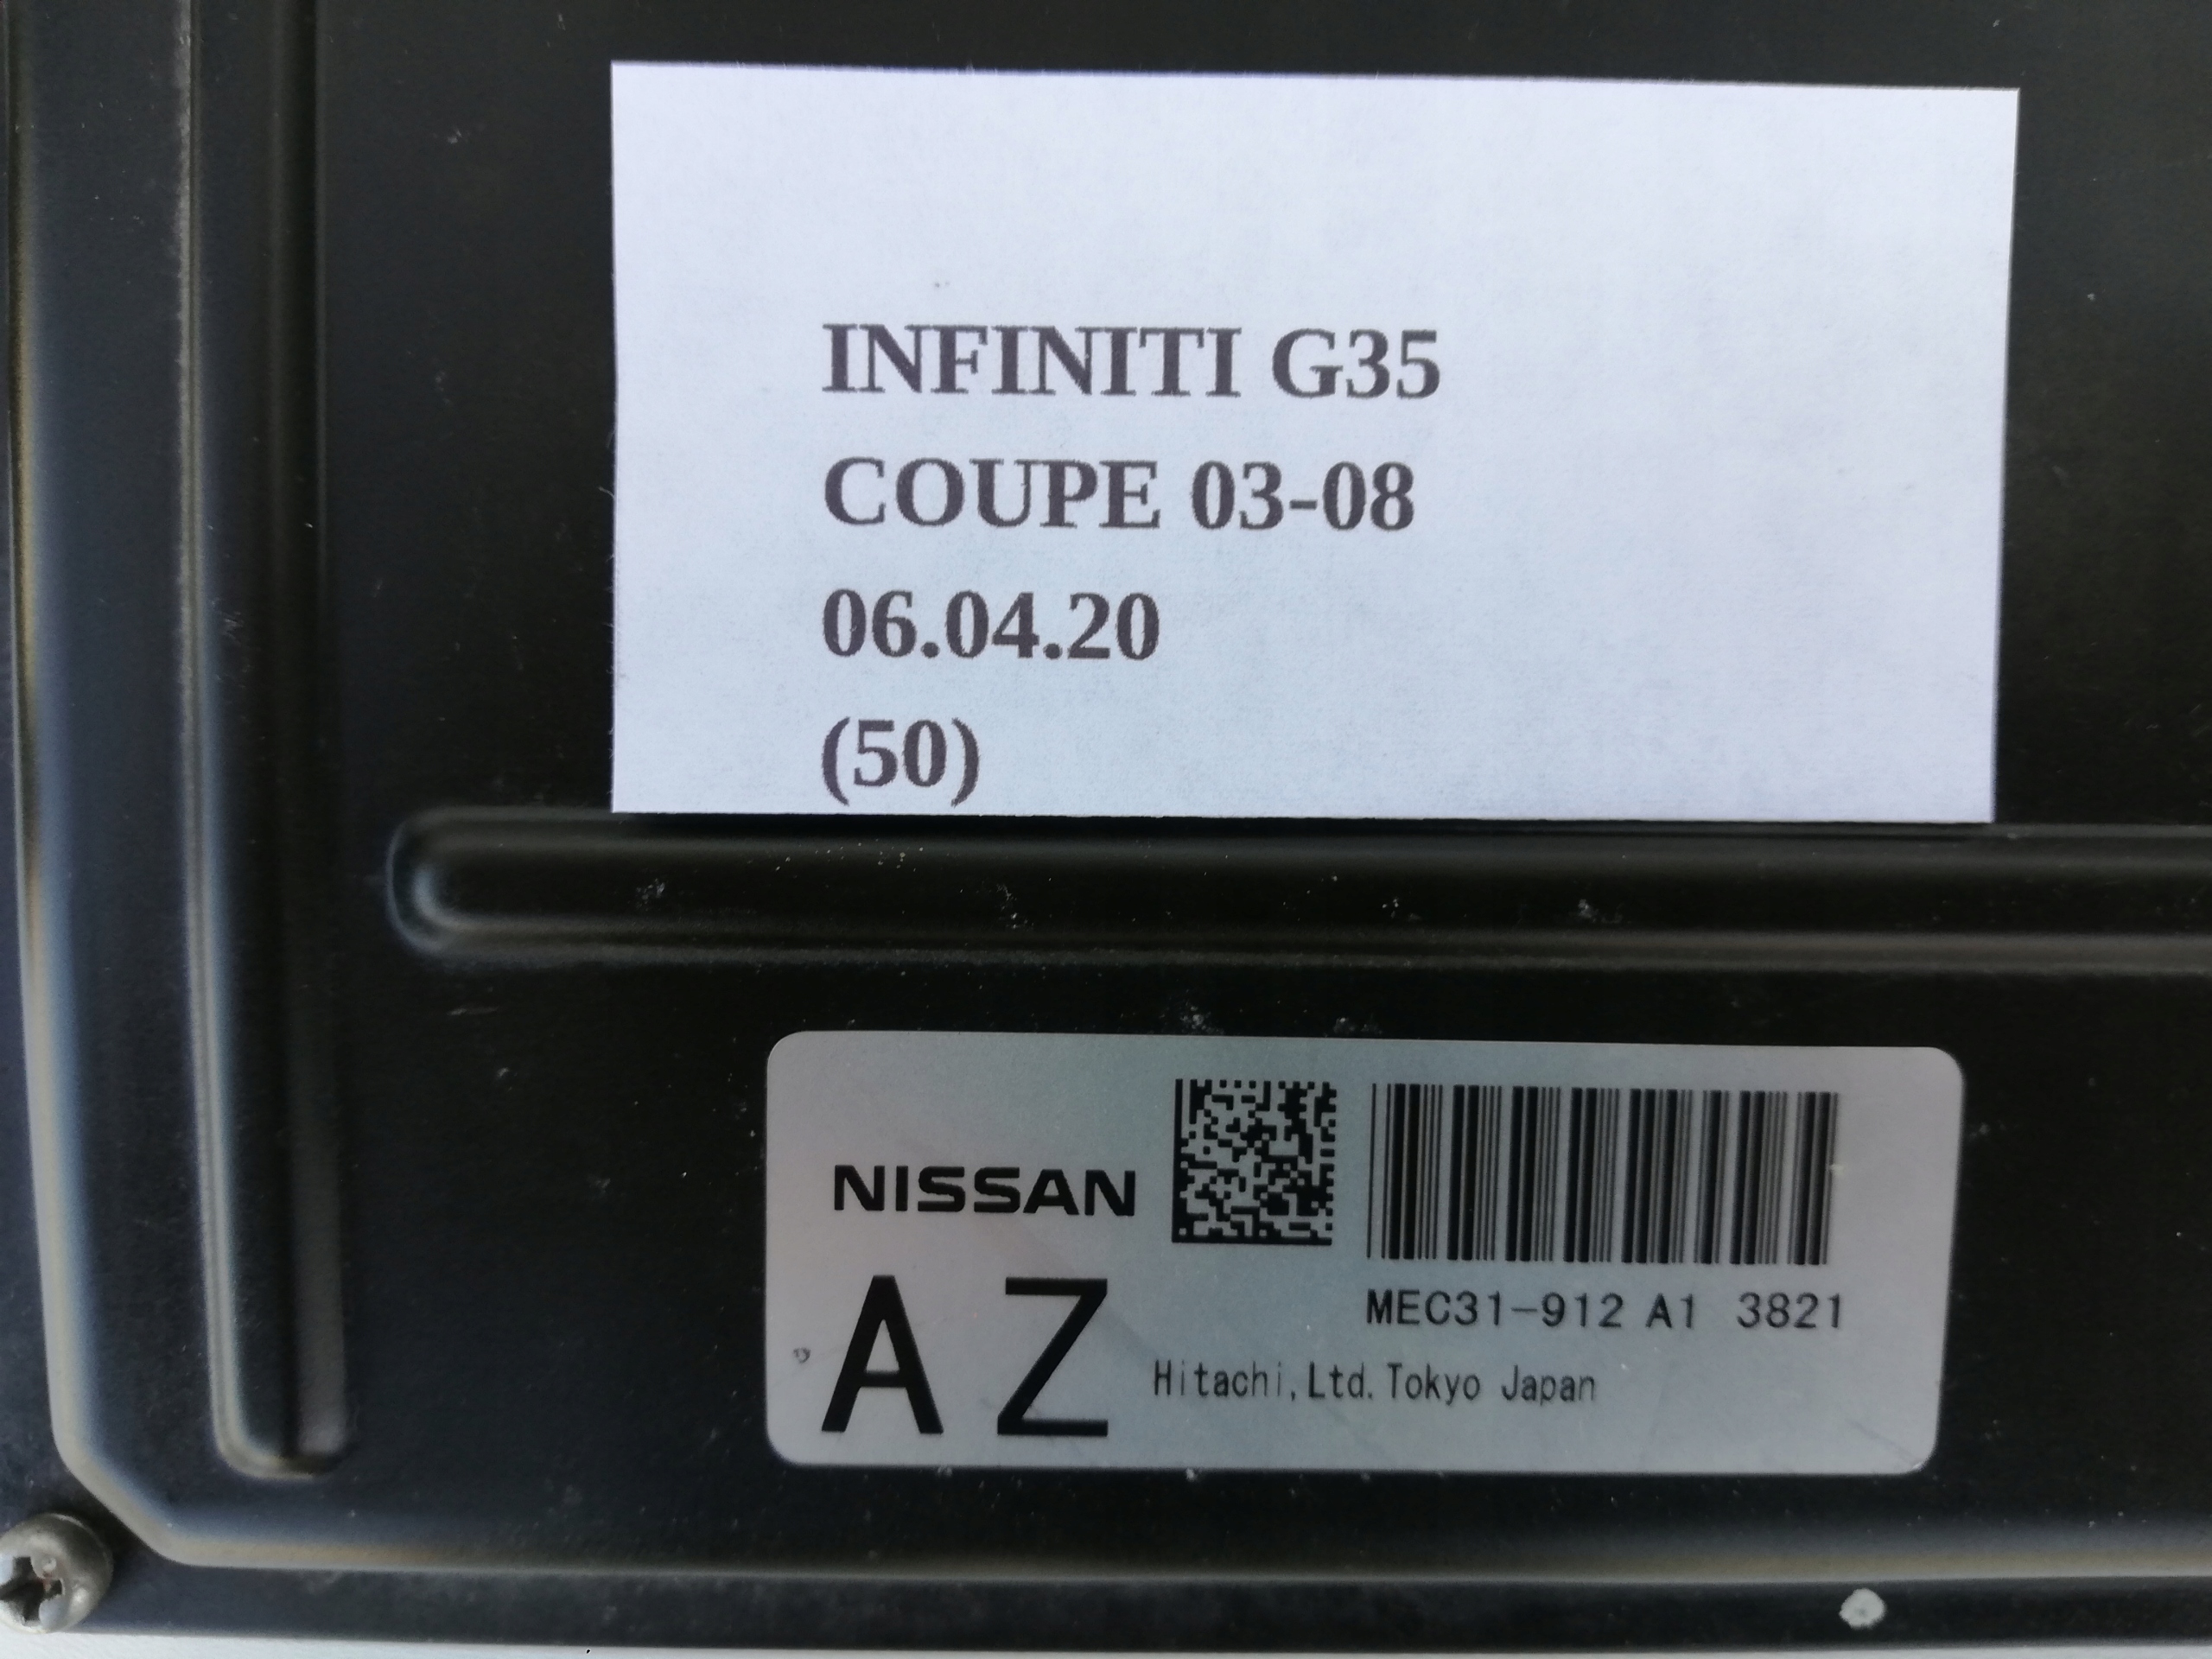 INFINITI G35
COUPE 03-08
06.04.20
(50)
NISSAN
MEC31-912 A1 3821
AZ
Hitachi,Ltd.Tokyo Japan